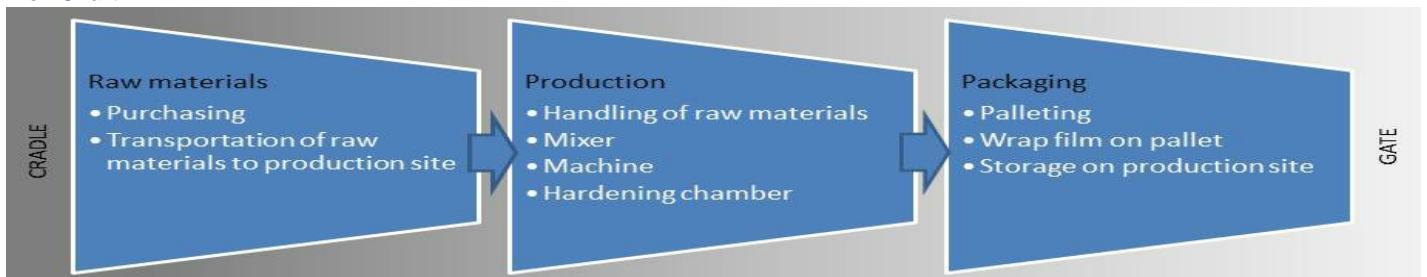 CRADLE
Raw materials
• Purchasing
• Transportation of raw
materials to production site
Production
• Handling of raw materials
• Mixer
• Machine
• Hardening chamber
Packaging
• Palleting
• Wrap film on pallet
• Storage on production site
GATE